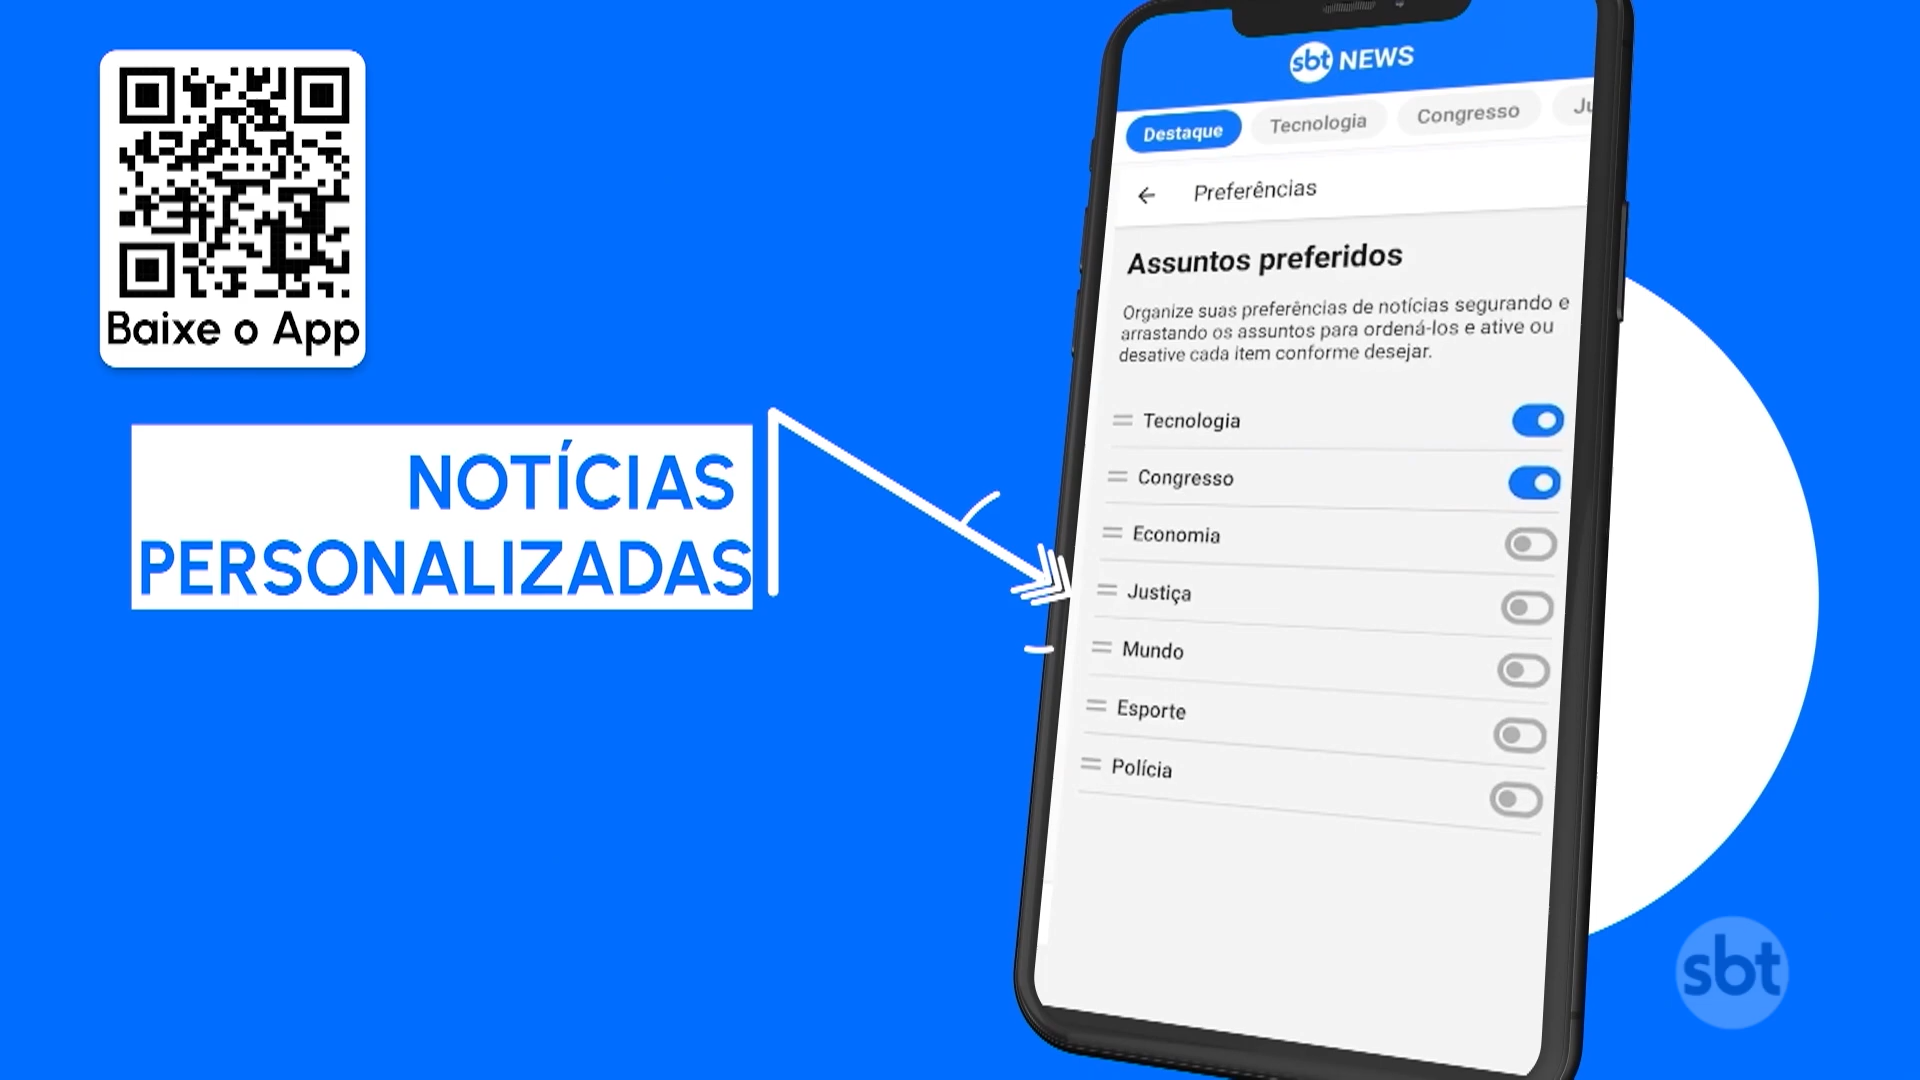 Baixe o App
NOTÍCIAS
PERSONALIZADAS
sbt NEWS
Destaque Tecnologia Congresso Ju
Preferências
Assuntos preferidos
Organize suas preferências de notícias segurando e
arrastando os assuntos para ordená-los e ative ou
desative cada item conforme desejar.
Tecnologia
Congresso
Economia
Justiça
Mundo
Esporte
Polícia
sbt